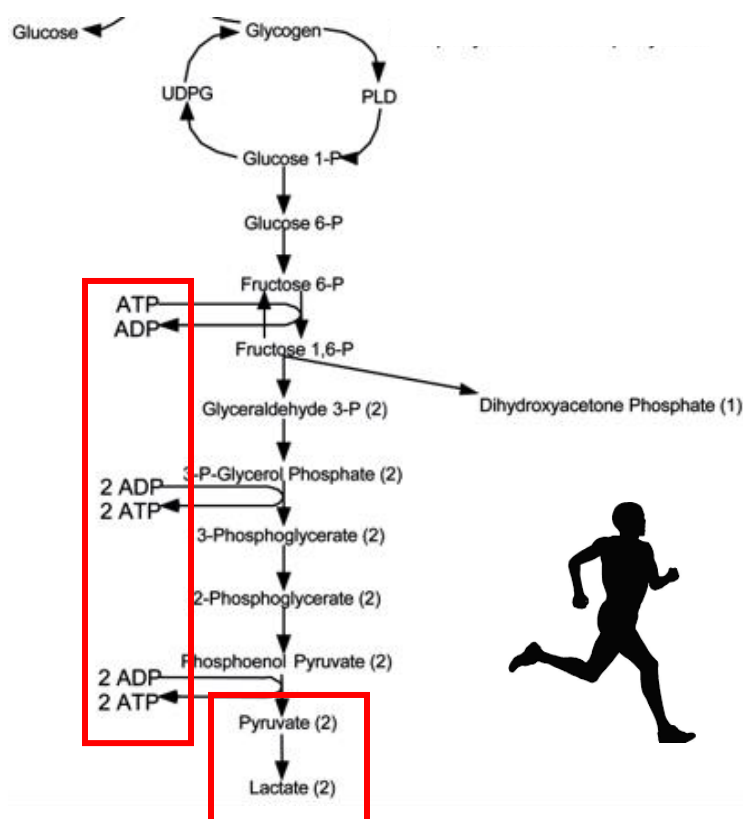 Glucose
Glycogen
UDPG
PLD
Glucose 1-P
Glucose 6-P
Fructose 6-P
ATP
ADP
Fructose 1,6-P
Dihydroxyacetone Phosphate (1)
Glyceraldehyde 3-P (2)
3-P-Glycerol Phosphate (2)
2 ADP
2 ATP
3-Phosphoglycerate (2)
2-Phosphoglycerate (2)
Phosphoenol Pyruvate (2)
2 ADP
2 ATP
Pyruvate (2)
Lactate (2)